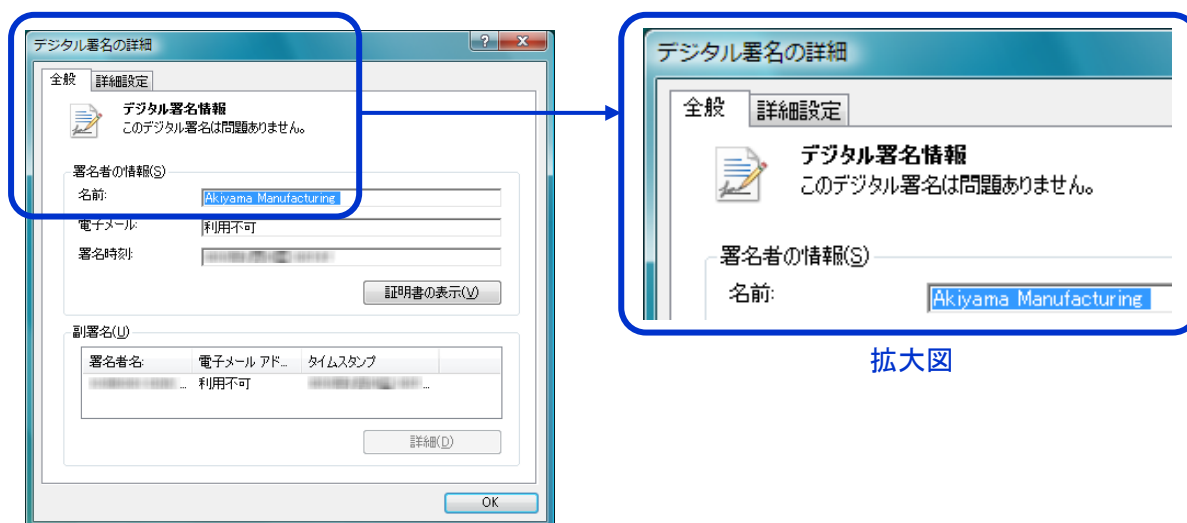 デジタル署名の詳細
全般 詳細設定
デジタル署名情報
このデジタル署名は問題ありません。
署名者の情報(S)
名前: Akiyama Manufacturing
電子メール: 利用不可
署名時刻:
証明書の表示(V)
副署名(U)
署名者名: 電子メール アド... タイムスタンプ
... 利用不可 ...
詳細(D)
OK
デジタル署名の詳細
全般 詳細設定
デジタル署名情報
このデジタル署名は問題ありません。
署名者の情報(S)
名前: Akiyama Manufacturing
拡大図